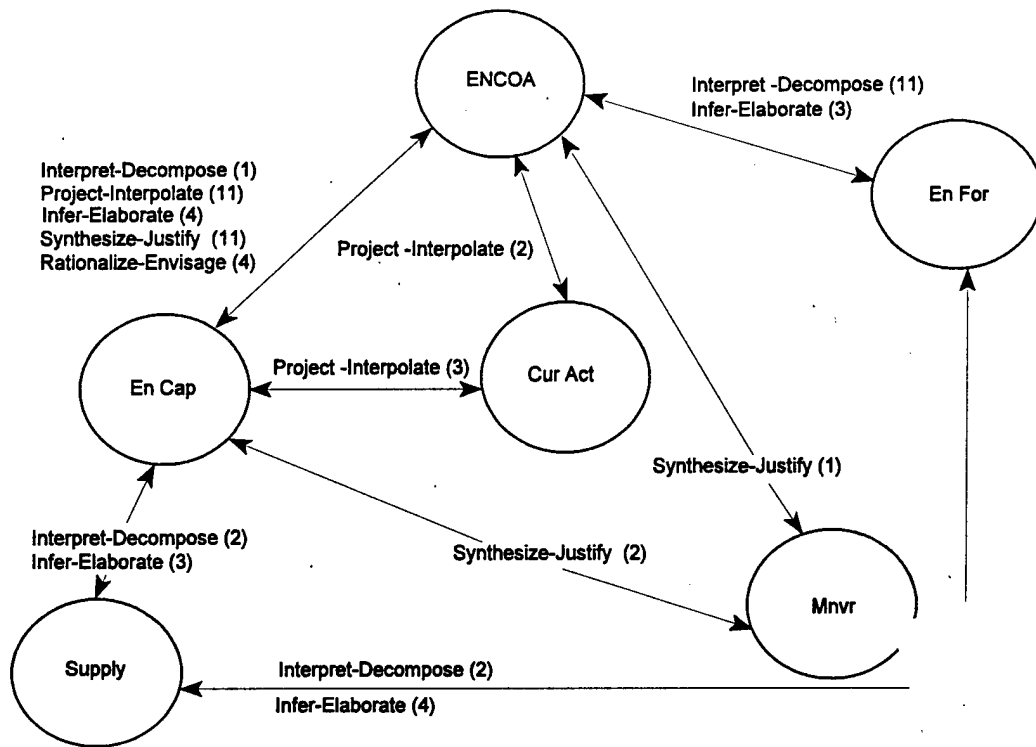 ENCOA
Interpret -Decompose (11)
Infer-Elaborate (3)
En For
Interpret-Decompose (1)
Project-Interpolate (11)
Infer-Elaborate (4)
Synthesize-Justify (11)
Rationalize-Envisage (4)
Project -Interpolate (2)
En Cap
Project -Interpolate (3)
Cur Act
Synthesize-Justify (1)
Interpret-Decompose (2)
Infer-Elaborate (3)
Synthesize-Justify (2)
Mnvr
Supply
Interpret-Decompose (2)
Infer-Elaborate (4)